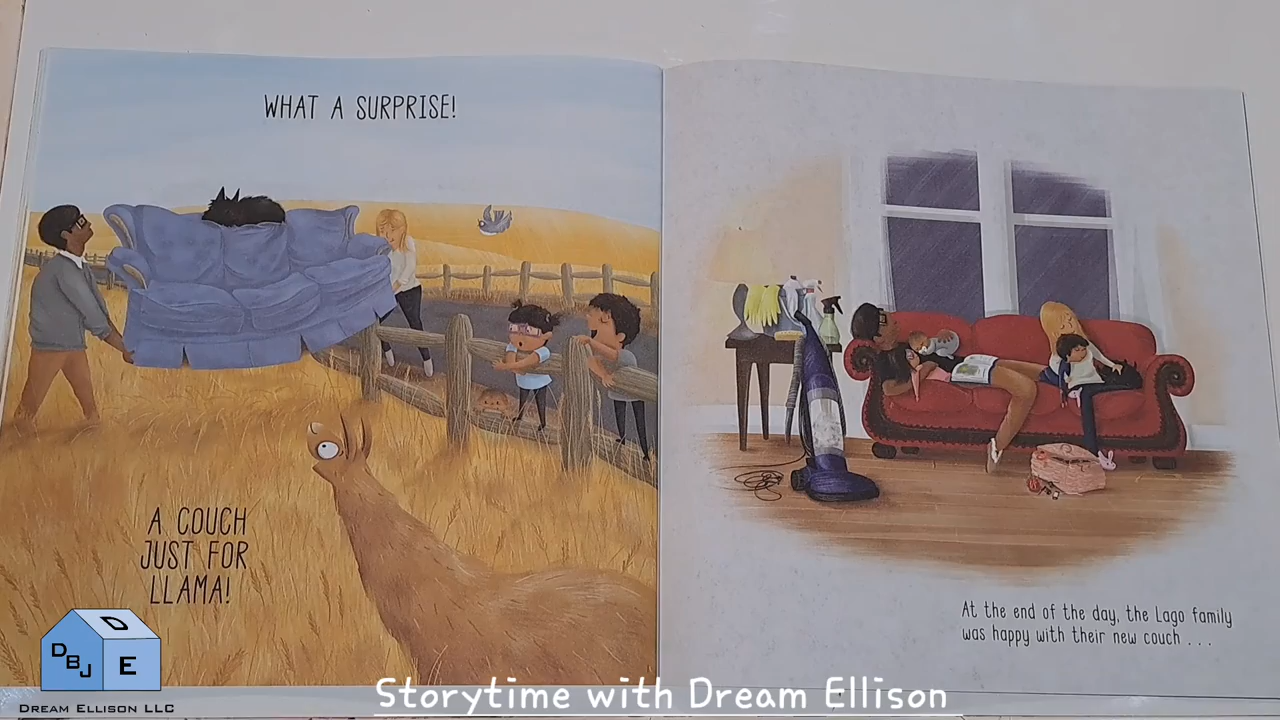 WHAT A SURPRISE!
A COUCH
JUST FOR
LLAMA!
At the end of the day, the Lago family
was happy with their new couch . . .
D
DBJ
E
DREAM ELLISON LLC
Storytime with Dream Ellison